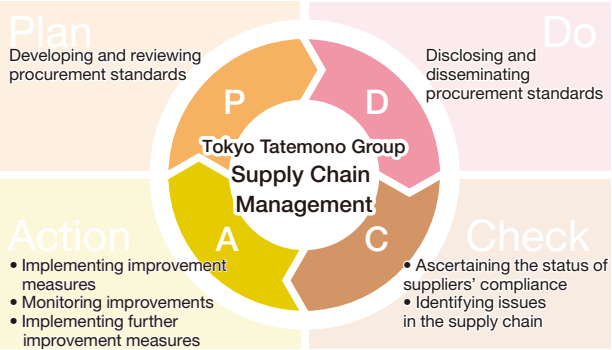 Plan
Developing and reviewing
procurement standards
Do
Disclosing and
disseminating
procurement standards
P
D
Tokyo Tatemono Group
Supply Chain
Management
A
C
Action
• Implementing improvement
measures
• Monitoring improvements
• Implementing further
improvement measures
Check
• Ascertaining the status of
suppliers’ compliance
• Identifying issues
in the supply chain